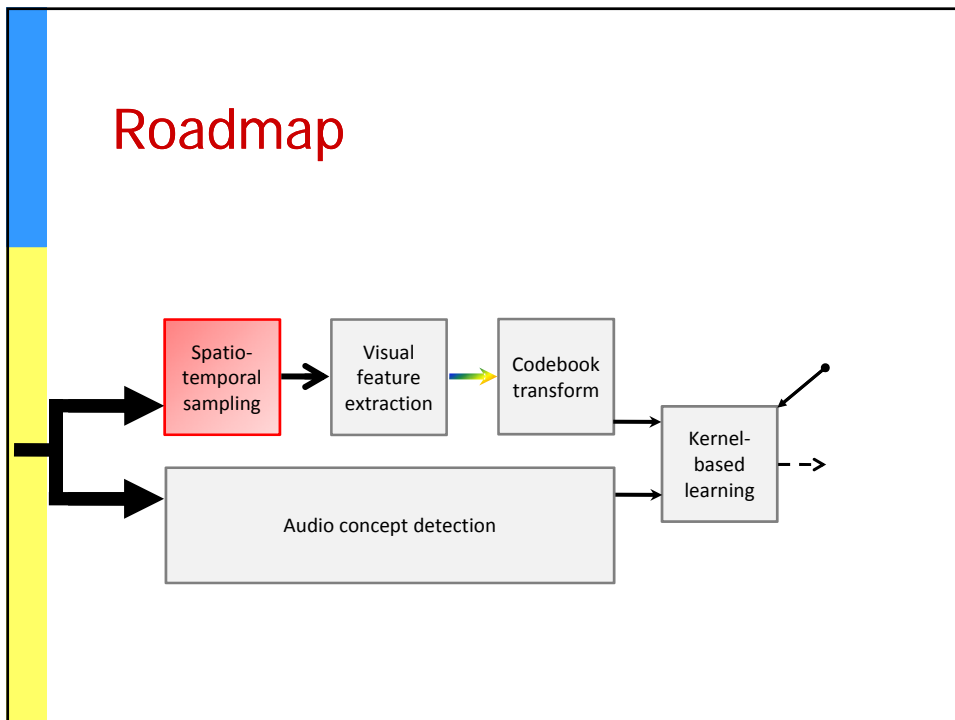 Roadmap
Spatio-
temporal
sampling
Visual
feature
extraction
Codebook
transform
Kernel-
based
learning
Audio concept detection